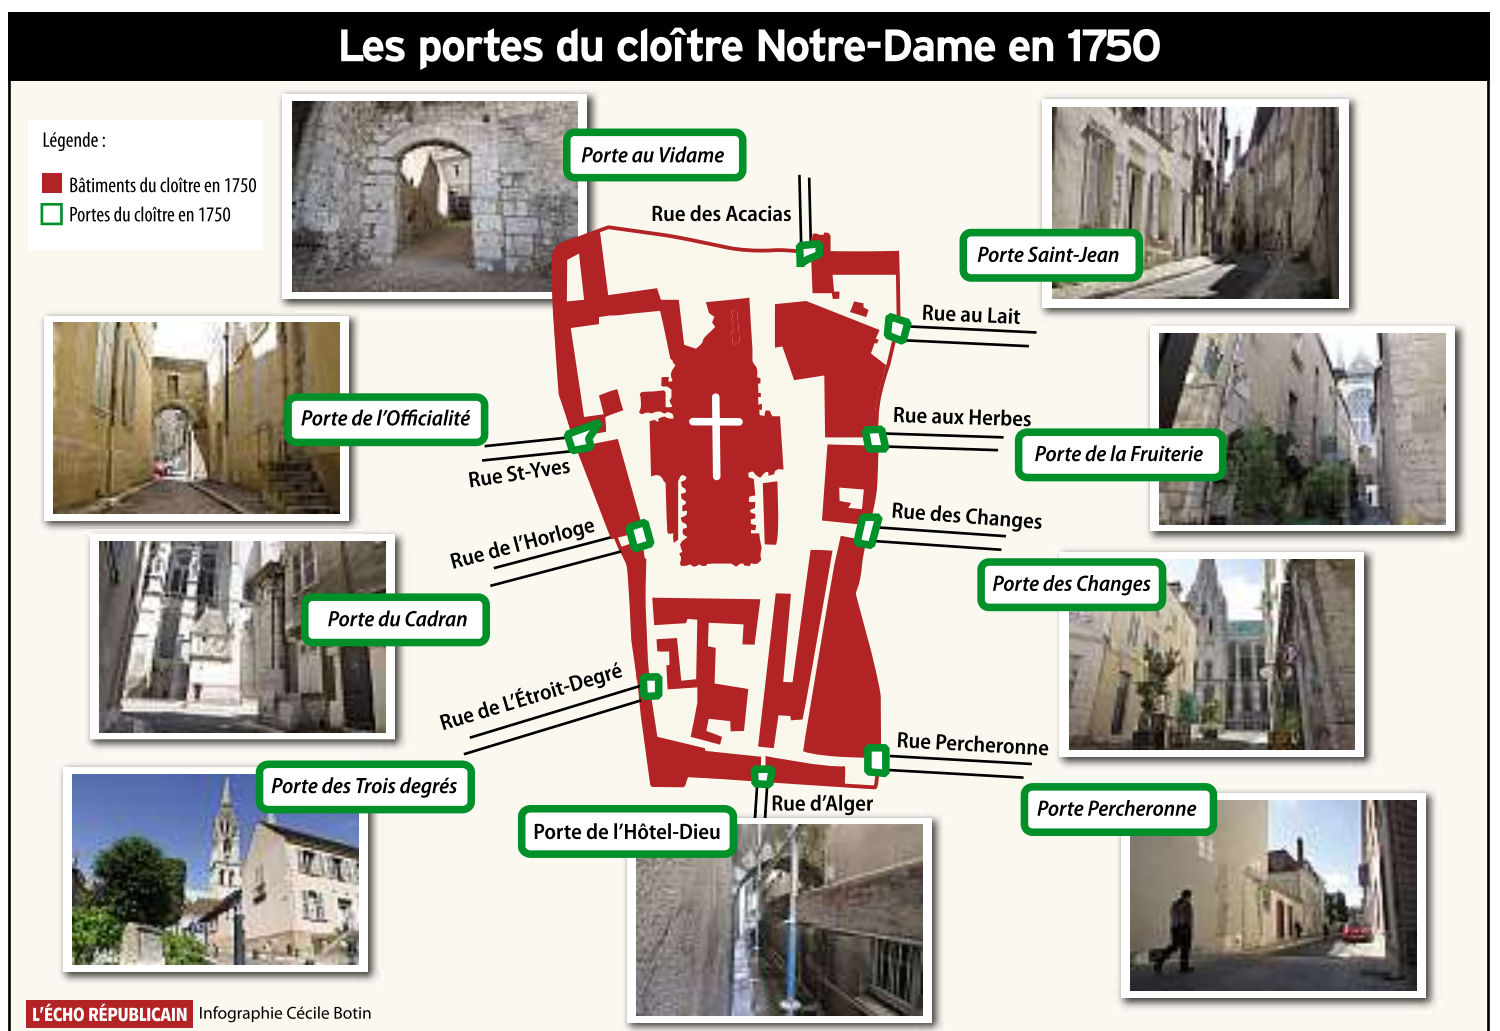 Les portes du cloître Notre-Dame en 1750
Légende :
Bâtiments du cloître en 1750
Portes du cloître en 1750
Porte au Vidame
Rue des Acacias
Porte Saint-Jean
Rue au Lait
Porte de l'Officialité
Rue St-Yves
Rue aux Herbes
Porte de la Fruiterie
Rue de l'Horloge
Rue des Changes
Porte des Changes
Porte du Cadran
Rue de L'Étroit-Degré
Rue Percheronne
Porte des Trois degrés
Rue d'Alger
Porte de l'Hôtel-Dieu
Porte Percheronne
L'ÉCHO RÉPUBLICAIN Infographie Cécile Botin